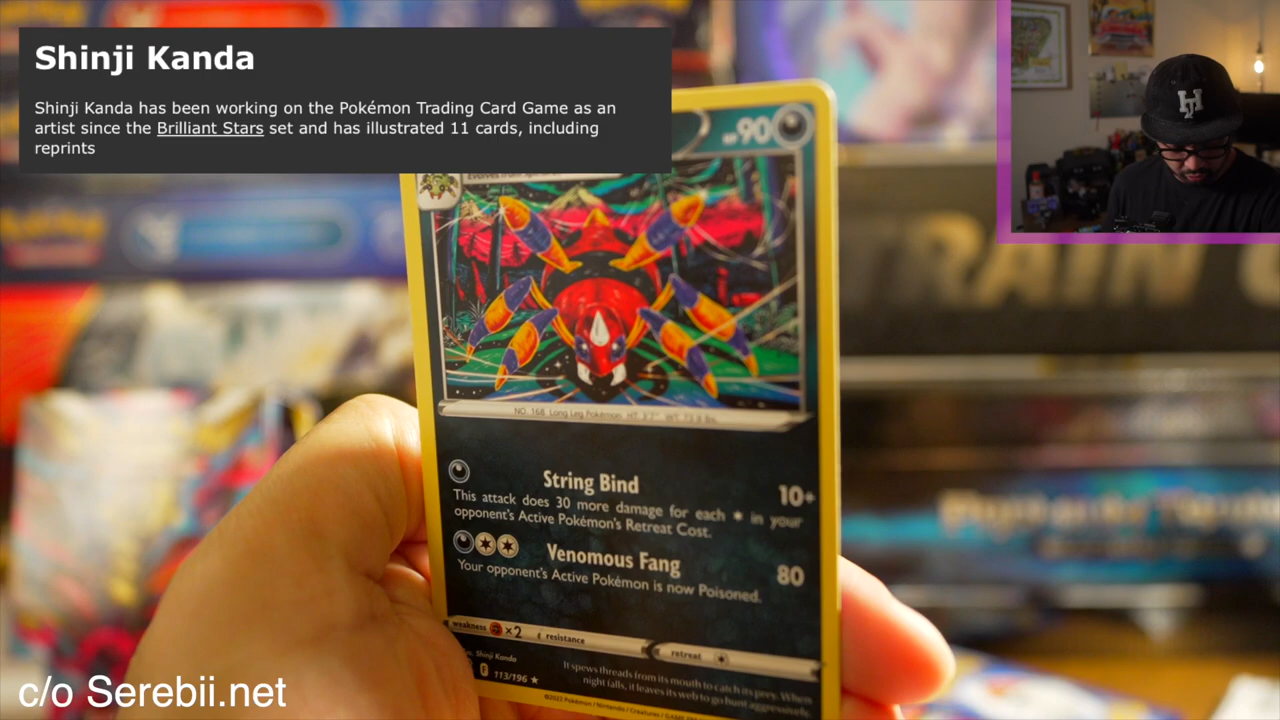 Shinji Kanda
Shinji Kanda has been working on the Pokémon Trading Card Game as an
artist since the Brilliant Stars set and has illustrated 11 cards, including
reprints
HP 90
NO. 168 Long Leg Pokémon HT: 3'7" WT: 73.9 lbs.
TRAIN
String Bind
10+
This attack does 30 more damage for each ✶ in your
opponent's Active Pokémon's Retreat Cost.
Venomous Fang
80
Your opponent's Active Pokémon is now Poisoned.
weakness ×2 resistance retreat
Shinji Kanda
F 113/196 ★
It spews threads from its mouth to catch its prey. When
night falls, it leaves its web to go hunt aggressively.
©2022 Pokémon / Nintendo / Creatures / GAME
c/o Serebii.net